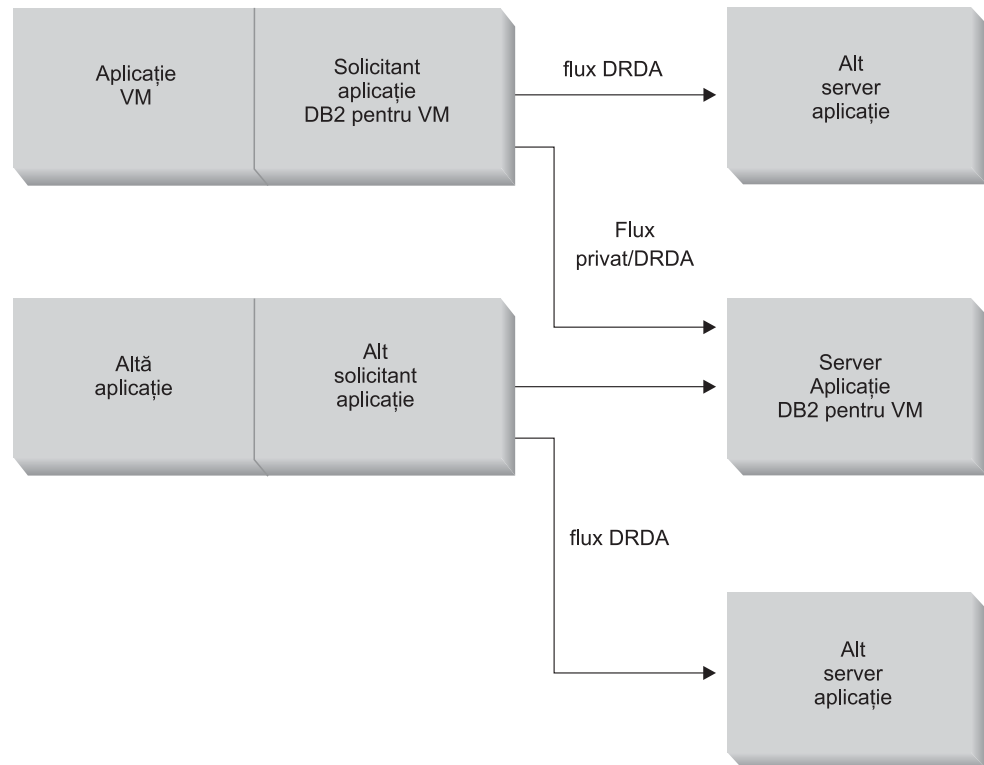 Aplicație
VM
Solicitant
aplicație
DB2 pentru VM
flux DRDA
Alt
server
aplicație
Flux
privat/DRDA
Altă
aplicație
Alt
solicitant
aplicație
Server
Aplicație
DB2 pentru VM
flux DRDA
Alt
server
aplicație